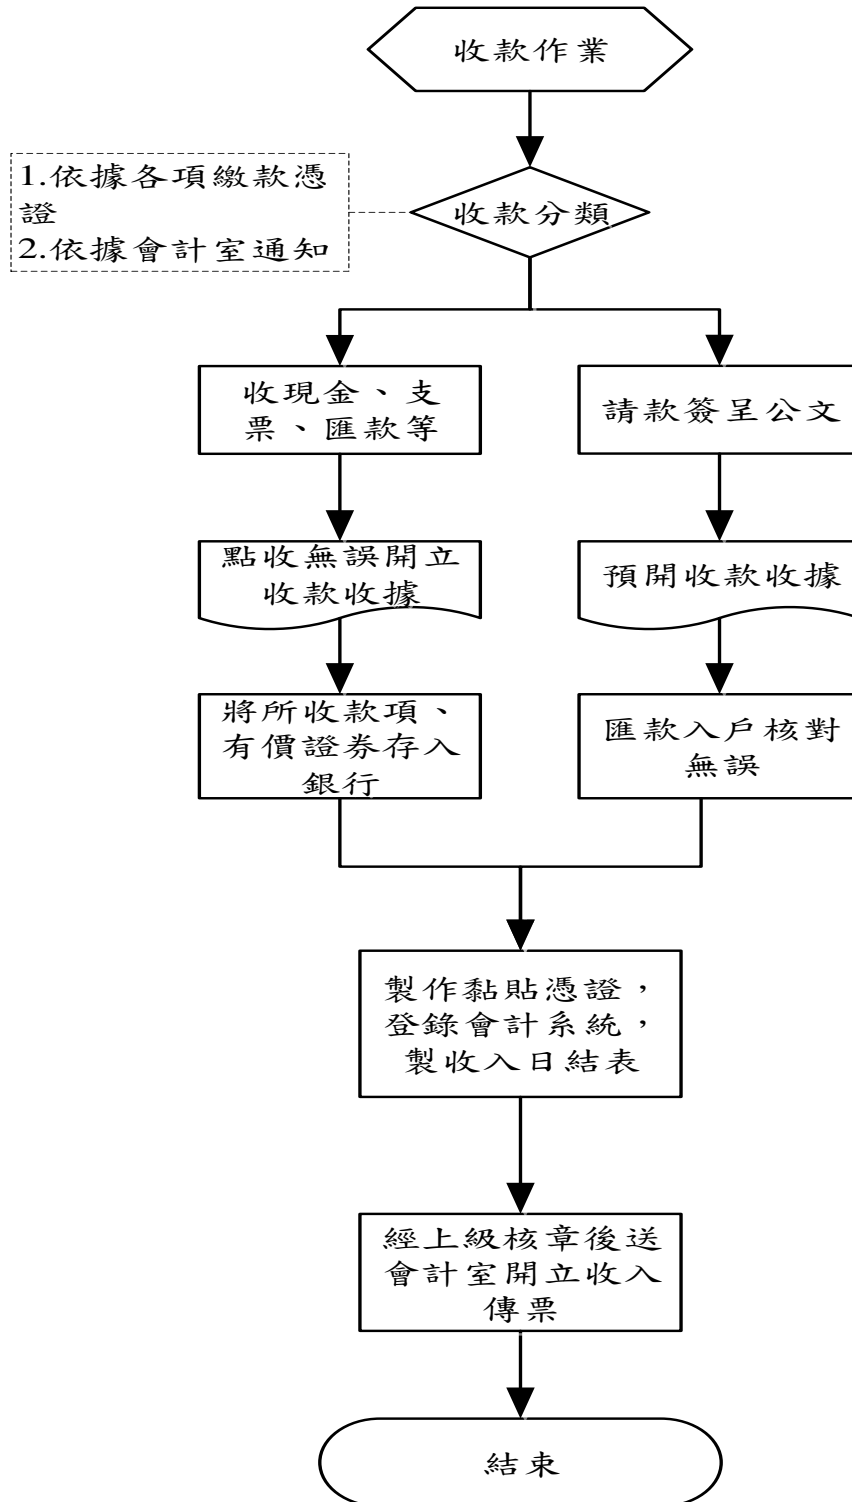 收款作業
1.依據各項繳款憑
證
2.依據會計室通知
收款分類
收現金、支
票、匯款等
請款簽呈公文
點收無誤開立
收款收據
預開收款收據
將所收款項、
有價證券存入
銀行
匯款入戶核對
無誤
製作黏貼憑證，
登錄會計系統，
製收入日結表
經上級核章後送
會計室開立收入
傳票
結束